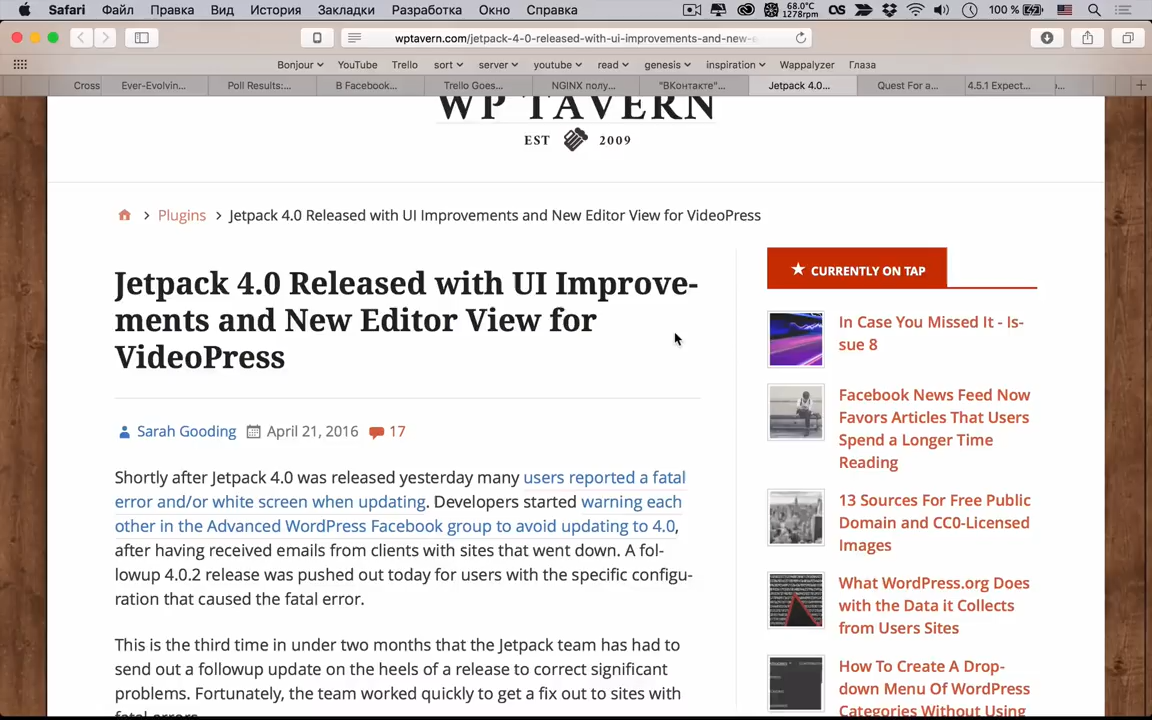 Safari Файл Правка Вид История Закладки Разработка Окно Справка 68.0°C 1278rpm 100 %
wptavern.com/jetpack-4-0-released-with-ui-improvements-and-new-e
Bonjour YouTube Trello sort server youtube read genesis inspiration Wappalyzer Глаза
Cross Ever-Evolvin... Poll Results:... В Facebook... Trello Goes... NGINX полу... "ВКонтакте"... Jetpack 4.0... Quest For a... 4.5.1 Expect...
WP TAVERN
EST 2009
Plugins Jetpack 4.0 Released with UI Improvements and New Editor View for VideoPress
Jetpack 4.0 Released with UI Improve-
ments and New Editor View for
VideoPress
Sarah Gooding April 21, 2016 17
Shortly after Jetpack 4.0 was released yesterday many users reported a fatal
error and/or white screen when updating. Developers started warning each
other in the Advanced WordPress Facebook group to avoid updating to 4.0,
after having received emails from clients with sites that went down. A fol-
lowup 4.0.2 release was pushed out today for users with the specific configu-
ration that caused the fatal error.
This is the third time in under two months that the Jetpack team has had to
send out a followup update on the heels of a release to correct significant
problems. Fortunately, the team worked quickly to get a fix out to sites with
fatal errors.
CURRENTLY ON TAP
In Case You Missed It - Is-
sue 8
Facebook News Feed Now
Favors Articles That Users
Spend a Longer Time
Reading
13 Sources For Free Public
Domain and CC0-Licensed
Images
What WordPress.org Does
with the Data it Collects
from Users Sites
How To Create A Drop-
down Menu Of WordPress
Categories Without Using